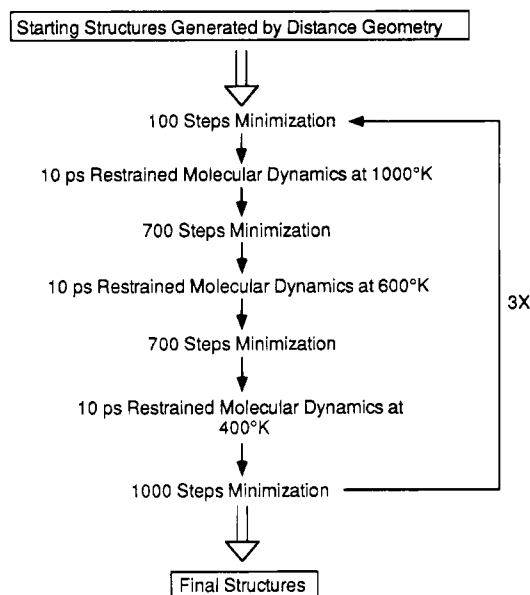 Starting Structures Generated by Distance Geometry
100 Steps Minimization
10 ps Restrained Molecular Dynamics at 1000°K
700 Steps Minimization
10 ps Restrained Molecular Dynamics at 600°K
3X
700 Steps Minimization
10 ps Restrained Molecular Dynamics at
400°K
1000 Steps Minimization
Final Structures